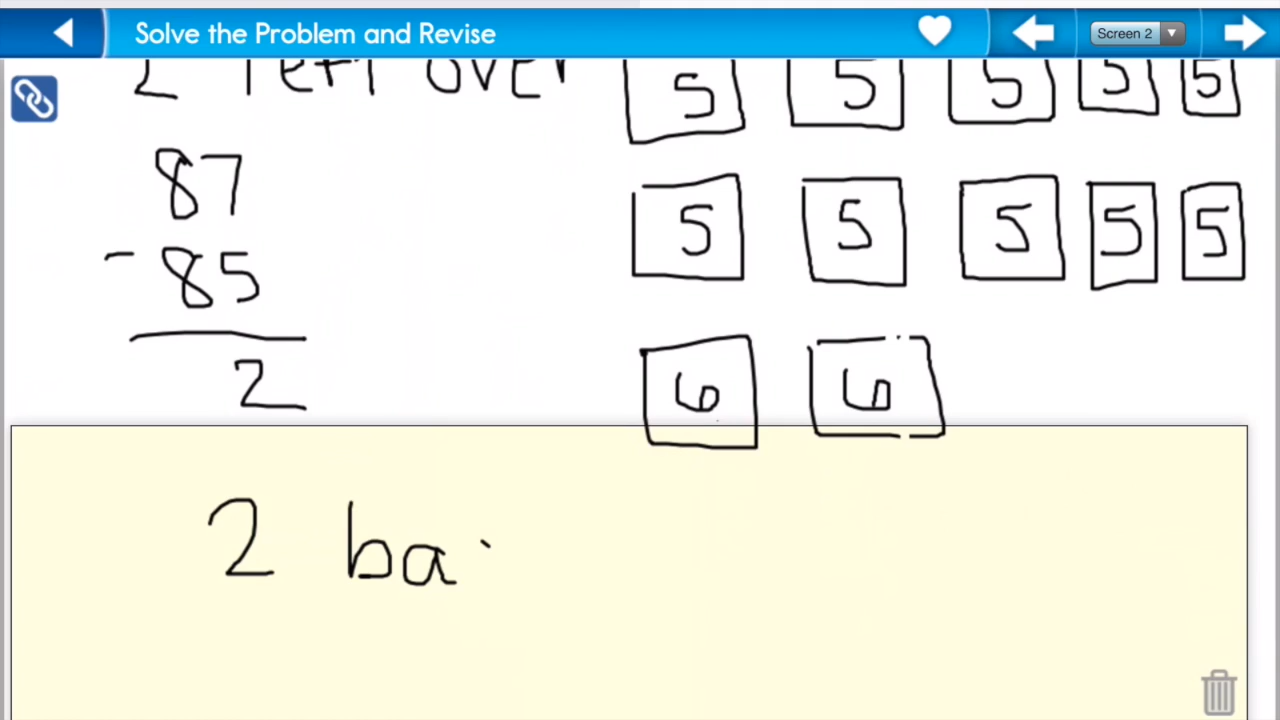 Solve the Problem and Revise
Screen 2
2 left over
5 5 5 5 5
87
- 85
2
5 5 5 5 5
6 6
2 ba